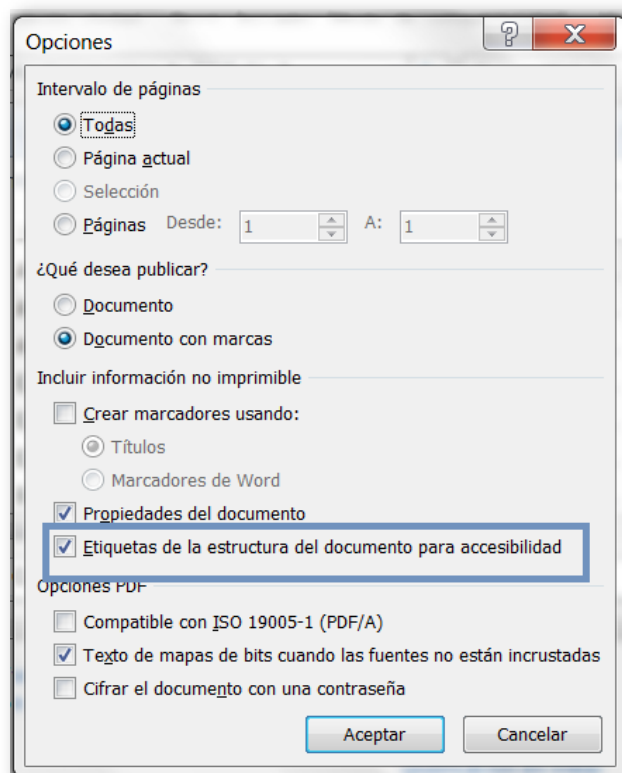 Opciones
Intervalo de páginas
Todas
Página actual
Selección
Páginas Desde: 1 A: 1
¿Qué desea publicar?
Documento
Documento con marcas
Incluir información no imprimible
Crear marcadores usando:
Títulos
Marcadores de Word
Propiedades del documento
Etiquetas de la estructura del documento para accesibilidad
Opciones PDF
Compatible con ISO 19005-1 (PDF/A)
Texto de mapas de bits cuando las fuentes no están incrustadas
Cifrar el documento con una contraseña
Aceptar Cancelar